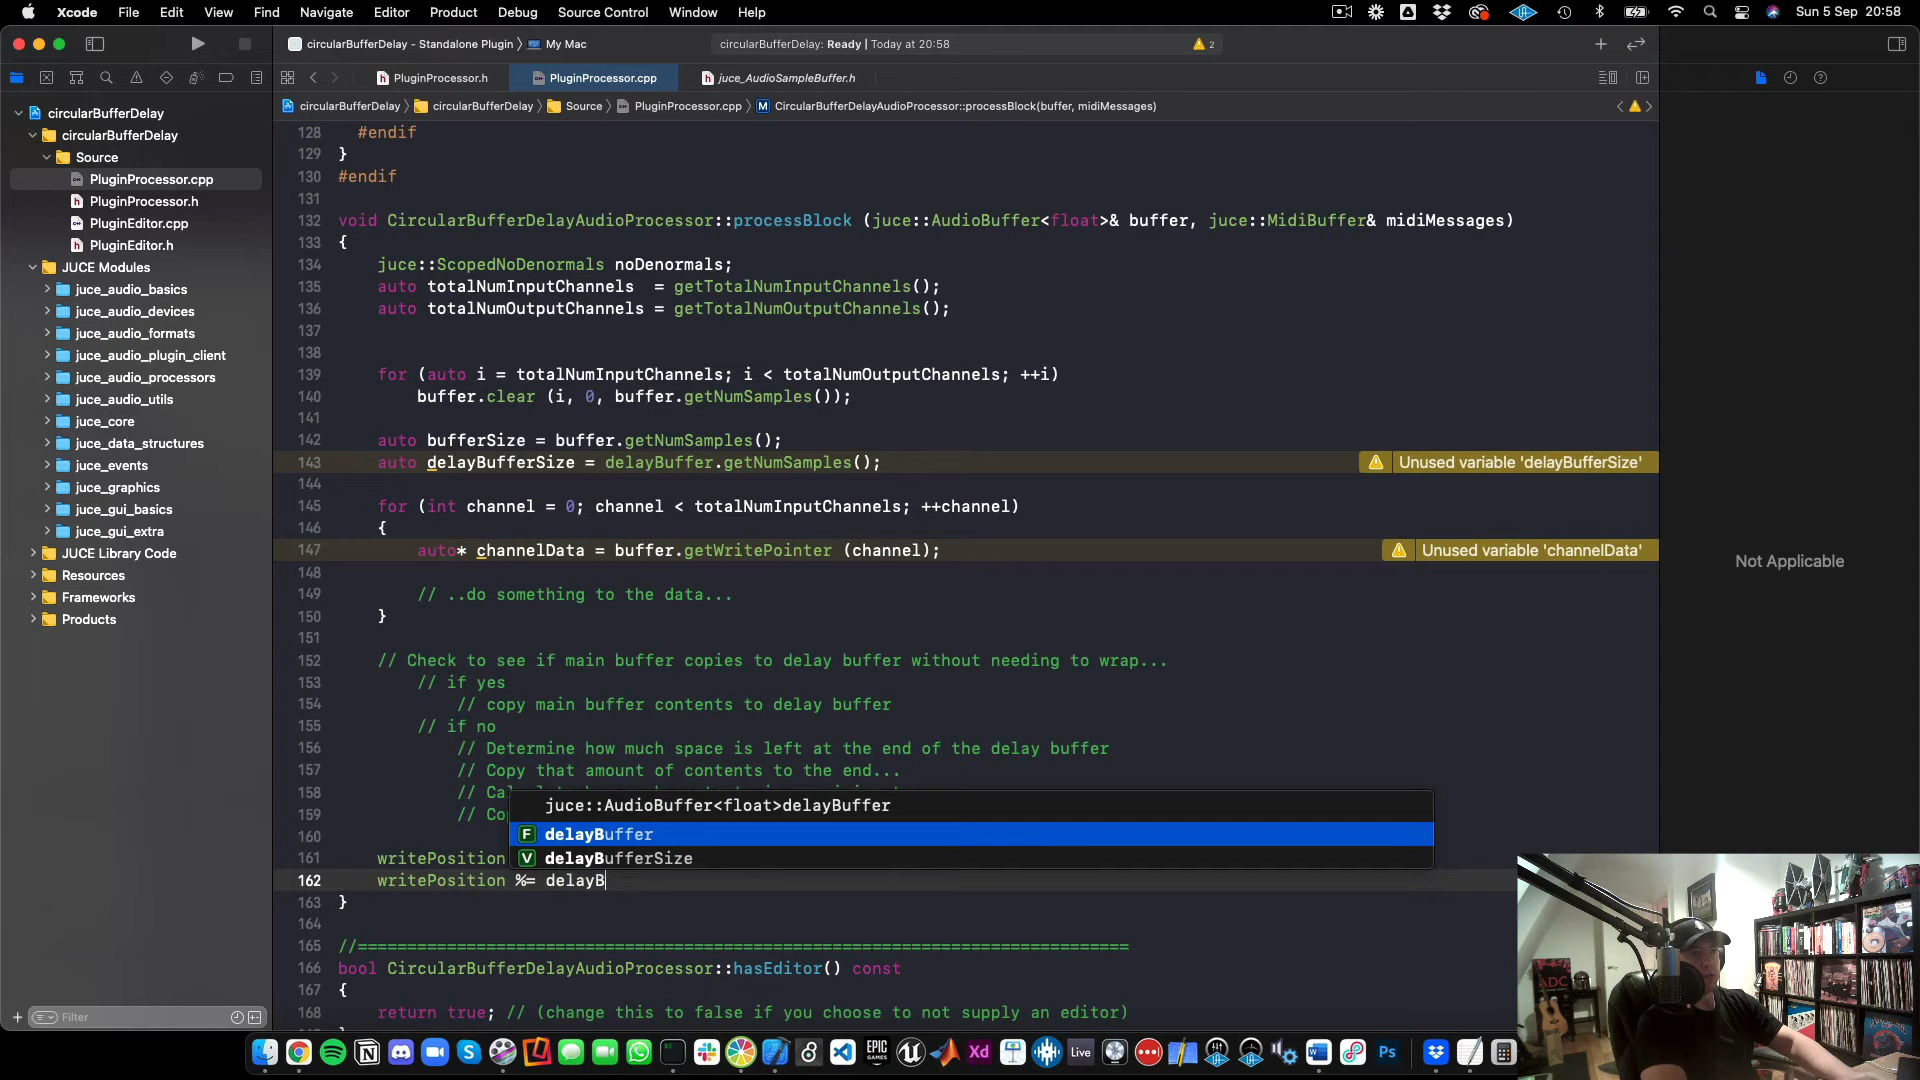 Xcode File Edit View Find Navigate Editor Product Debug Source Control Window Help Sun 5 Sep 20:58
circularBufferDelay - Standalone Plugin My Mac circularBufferDelay: Ready | Today at 20:58 2
PluginProcessor.h PluginProcessor.cpp juce_AudioSampleBuffer.h
circularBufferDelay circularBufferDelay Source PluginProcessor.cpp M CircularBufferDelayAudioProcessor::processBlock(buffer, midiMessages)
circularBufferDelay
circularBufferDelay
Source
PluginProcessor.cpp
PluginProcessor.h
PluginEditor.cpp
PluginEditor.h
JUCE Modules
juce_audio_basics
juce_audio_devices
juce_audio_formats
juce_audio_plugin_client
juce_audio_processors
juce_audio_utils
juce_core
juce_data_structures
juce_events
juce_graphics
juce_gui_basics
juce_gui_extra
JUCE Library Code
Resources
Frameworks
Products
Filter
128 #endif
129 }
130 #endif
131
132 void CircularBufferDelayAudioProcessor::processBlock (juce::AudioBuffer<float>& buffer, juce::MidiBuffer& midiMessages)
133 {
134 juce::ScopedNoDenormals noDenormals;
135 auto totalNumInputChannels  = getTotalNumInputChannels();
136 auto totalNumOutputChannels = getTotalNumOutputChannels();
137
138
139 for (auto i = totalNumInputChannels; i < totalNumOutputChannels; ++i)
140 buffer.clear (i, 0, buffer.getNumSamples());
141
142 auto bufferSize = buffer.getNumSamples();
143 auto delayBufferSize = delayBuffer.getNumSamples(); Unused variable 'delayBufferSize'
144
145 for (int channel = 0; channel < totalNumInputChannels; ++channel)
146 {
147 auto* channelData = buffer.getWritePointer (channel); Unused variable 'channelData'
148
149 // ..do something to the data...
150 }
151
152 // Check to see if main buffer copies to delay buffer without needing to wrap...
153 // if yes
154 // copy main buffer contents to delay buffer
155 // if no
156 // Determine how much space is left at the end of the delay buffer
157 // Copy that amount of contents to the end...
158 // Ca
159 // Co
juce::AudioBuffer<float>delayBuffer
F delayBuffer
V delayBufferSize
160
161 writePosition
162 writePosition %= delayB
163 }
164
165 //==============================================================================
166 bool CircularBufferDelayAudioProcessor::hasEditor() const
167 {
168 return true; // (change this to false if you choose to not supply an editor)
Not Applicable
ADC
EPIC GAMES
Xd
Live
Ps